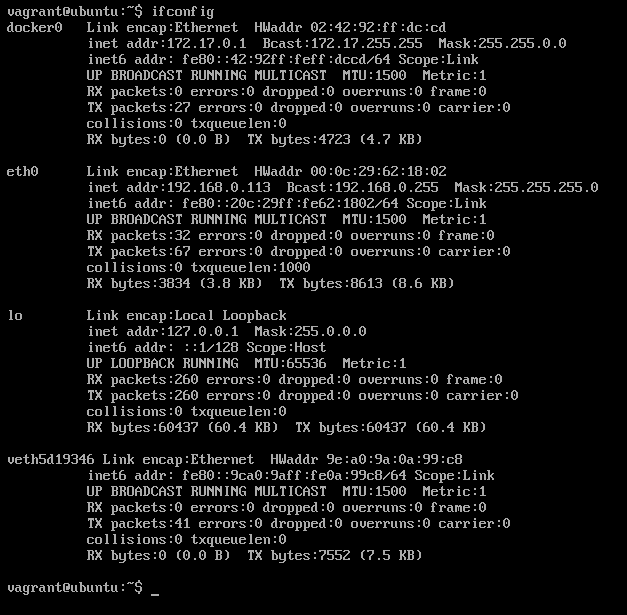 vagrant@ubuntu:~$ ifconfig
docker0   Link encap:Ethernet  HWaddr 02:42:92:ff:dc:cd
          inet addr:172.17.0.1  Bcast:172.17.255.255  Mask:255.255.0.0
          inet6 addr: fe80::42:92ff:feff:dccd/64 Scope:Link
          UP BROADCAST RUNNING MULTICAST  MTU:1500  Metric:1
          RX packets:0 errors:0 dropped:0 overruns:0 frame:0
          TX packets:27 errors:0 dropped:0 overruns:0 carrier:0
          collisions:0 txqueuelen:0
          RX bytes:0 (0.0 B)  TX bytes:4723 (4.7 KB)

eth0      Link encap:Ethernet  HWaddr 00:0c:29:62:18:02
          inet addr:192.168.0.113  Bcast:192.168.0.255  Mask:255.255.255.0
          inet6 addr: fe80::20c:29ff:fe62:1802/64 Scope:Link
          UP BROADCAST RUNNING MULTICAST  MTU:1500  Metric:1
          RX packets:32 errors:0 dropped:0 overruns:0 frame:0
          TX packets:67 errors:0 dropped:0 overruns:0 carrier:0
          collisions:0 txqueuelen:1000
          RX bytes:3834 (3.8 KB)  TX bytes:8613 (8.6 KB)

lo        Link encap:Local Loopback
          inet addr:127.0.0.1  Mask:255.0.0.0
          inet6 addr: ::1/128 Scope:Host
          UP LOOPBACK RUNNING  MTU:65536  Metric:1
          RX packets:260 errors:0 dropped:0 overruns:0 frame:0
          TX packets:260 errors:0 dropped:0 overruns:0 carrier:0
          collisions:0 txqueuelen:0
          RX bytes:60437 (60.4 KB)  TX bytes:60437 (60.4 KB)

veth5d19346 Link encap:Ethernet  HWaddr 9e:a0:9a:0a:99:c8
          inet6 addr: fe80::9ca0:9aff:fe0a:99c8/64 Scope:Link
          UP BROADCAST RUNNING MULTICAST  MTU:1500  Metric:1
          RX packets:0 errors:0 dropped:0 overruns:0 frame:0
          TX packets:41 errors:0 dropped:0 overruns:0 carrier:0
          collisions:0 txqueuelen:0
          RX bytes:0 (0.0 B)  TX bytes:7552 (7.5 KB)

vagrant@ubuntu:~$ _